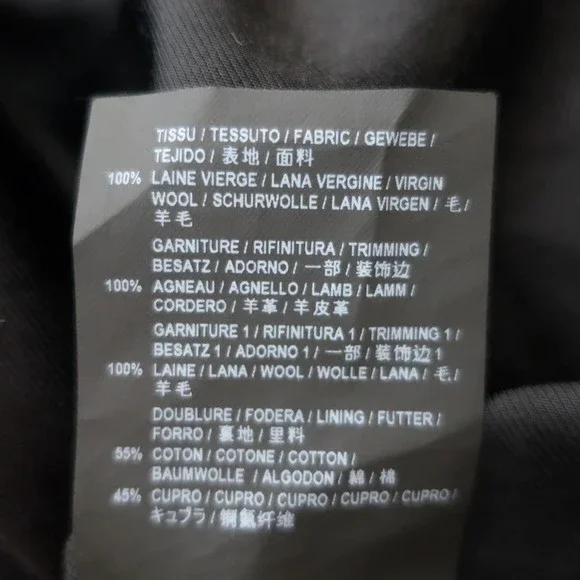 TISSU / TESSUTO / FABRIC / GEWEBE /
TEJIDO / 表地 / 面料
100% LAINE VIERGE / LANA VERGINE / VIRGIN
WOOL / SCHURWOLLE / LANA VIRGEN / 毛 /
羊毛
GARNITURE / RIFINITURA / TRIMMING /
BESATZ / ADORNO / 一部 / 装饰边
100% AGNEAU / AGNELLO / LAMB / LAMM /
CORDERO / 羊革 / 羊皮革
GARNITURE 1 / RIFINITURA 1 / TRIMMING 1 /
BESATZ 1 / ADORNO 1 / 一部 / 装饰边 1
100% LAINE / LANA / WOOL / WOLLE / LANA / 毛 /
羊毛
DOUBLURE / FODERA / LINING / FUTTER /
FORRO / 裏地 / 里料
55% COTON / COTONE / COTTON /
BAUMWOLLE / ALGODON / 綿 / 棉
45% CUPRO / CUPRO / CUPRO / CUPRO / CUPRO /
キュプラ / 铜氨纤维